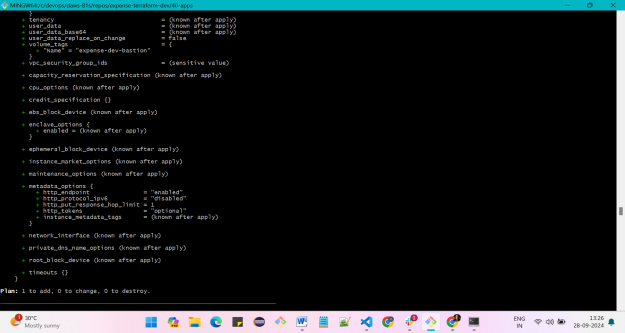 MINGW64:/c/devops/daws-81s/repos/expense-terraform-dev/40-apps
}
+ tenancy = (known after apply)
+ user_data = (known after apply)
+ user_data_base64 = (known after apply)
+ user_data_replace_on_change = false
+ volume_tags = {
+ "Name" = "expense-dev-bastion"
}
+ vpc_security_group_ids = (sensitive value)
+ capacity_reservation_specification (known after apply)
+ cpu_options (known after apply)
+ credit_specification {}
+ ebs_block_device (known after apply)
+ enclave_options {
+ enabled = (known after apply)
}
+ ephemeral_block_device (known after apply)
+ instance_market_options (known after apply)
+ maintenance_options (known after apply)
+ metadata_options {
+ http_endpoint = "enabled"
+ http_protocol_ipv6 = "disabled"
+ http_put_response_hop_limit = 1
+ http_tokens = "optional"
+ instance_metadata_tags = (known after apply)
}
+ network_interface (known after apply)
+ private_dns_name_options (known after apply)
+ root_block_device (known after apply)
+ timeouts {}
}
Plan: 1 to add, 0 to change, 0 to destroy.
30°C
Mostly sunny
ENG
IN
13:26
28-09-2024